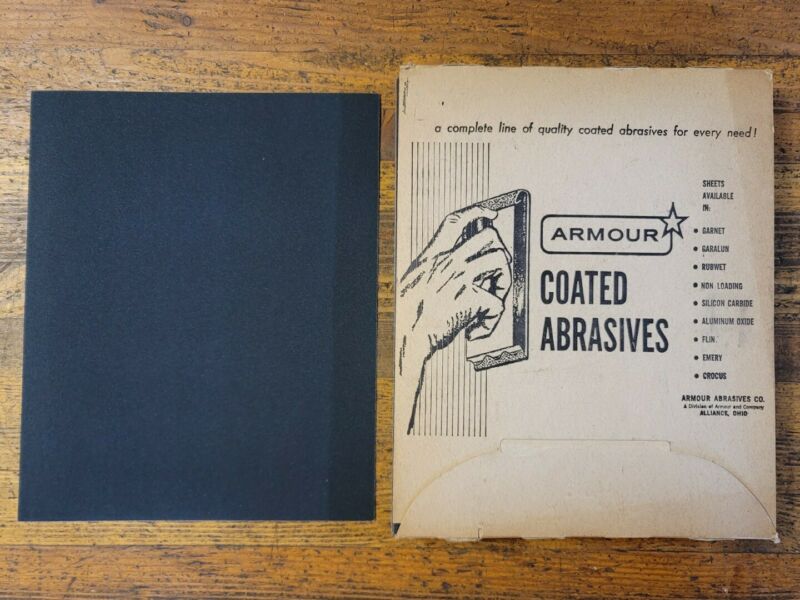 a complete line of quality coated abrasives for every need!
ARMOUR
COATED
ABRASIVES
SHEETS
AVAILABLE
IN:
• GARNET
• GARALUN
• RUBWET
• NON LOADING
• SILICON CARBIDE
• ALUMINUM OXIDE
• FLIN.
• EMERY
• CROCUS
ARMOUR ABRASIVES CO.
A Division of Armour and Company
ALLIANCE, OHIO